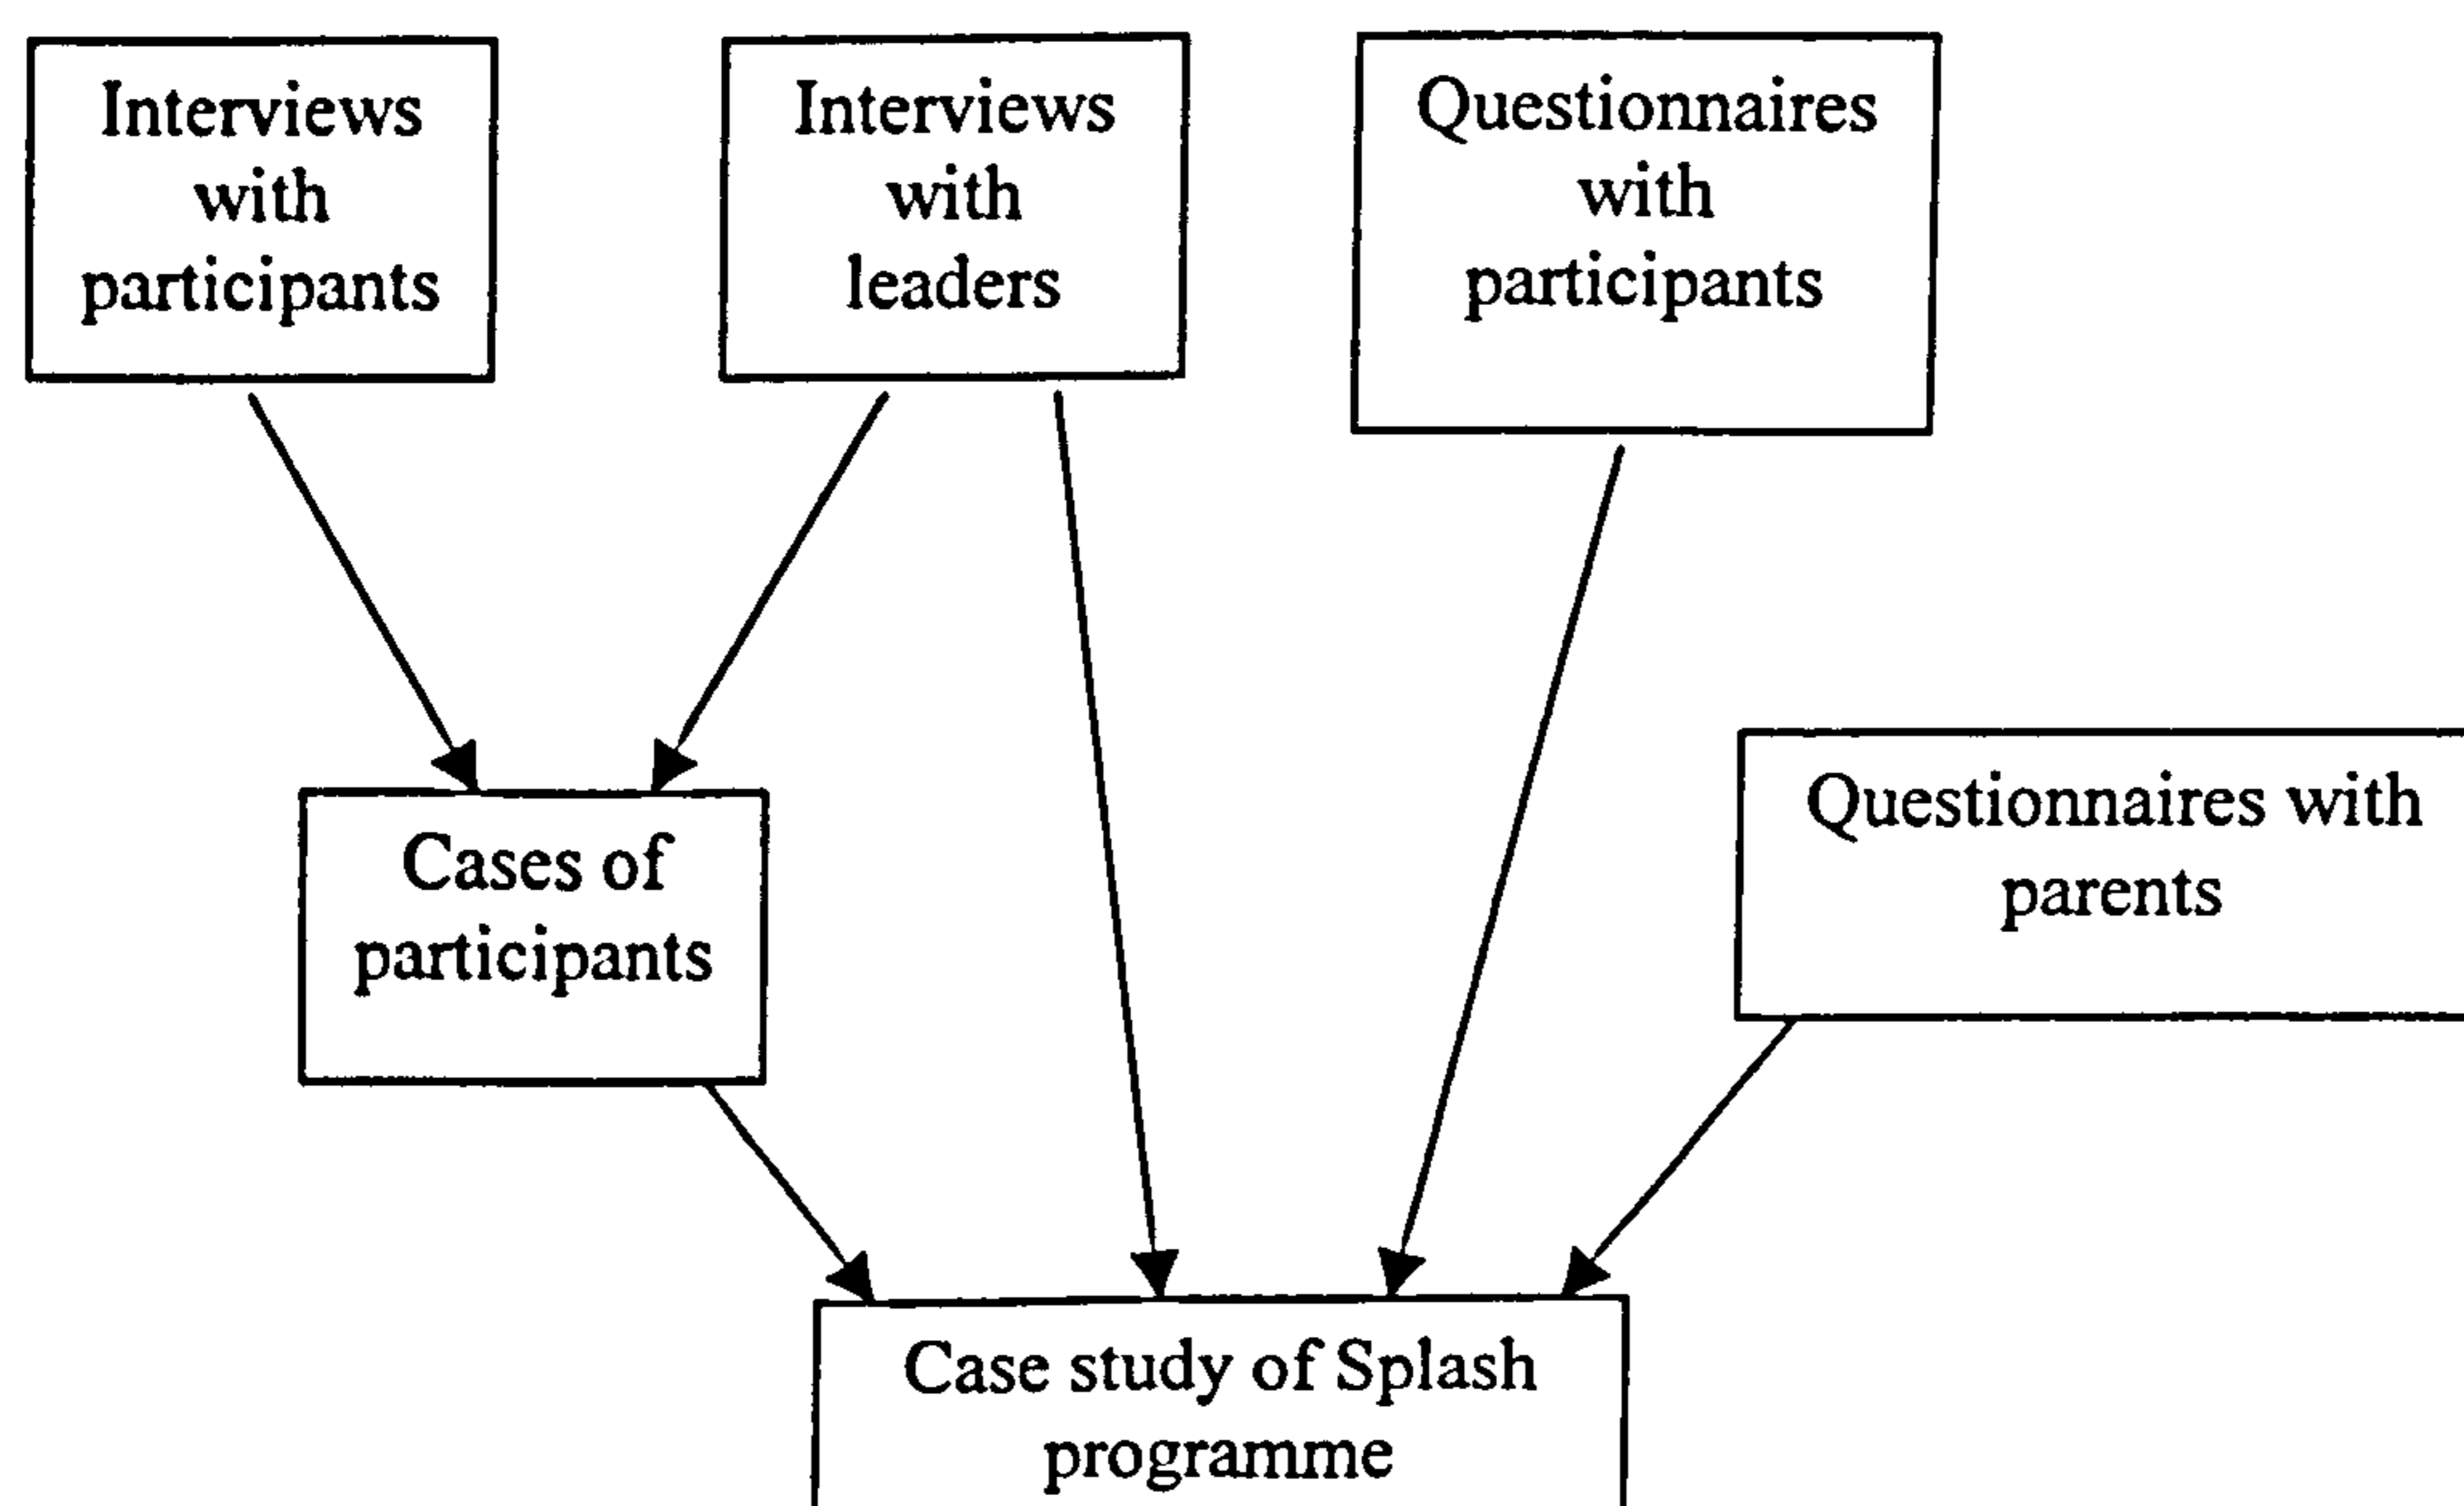 Interviews
with
participants
Interviews
with
leaders
Questionnaires
with
participants
Cases of
participants
Questionnaires with
parents
Case study of Splash
programme